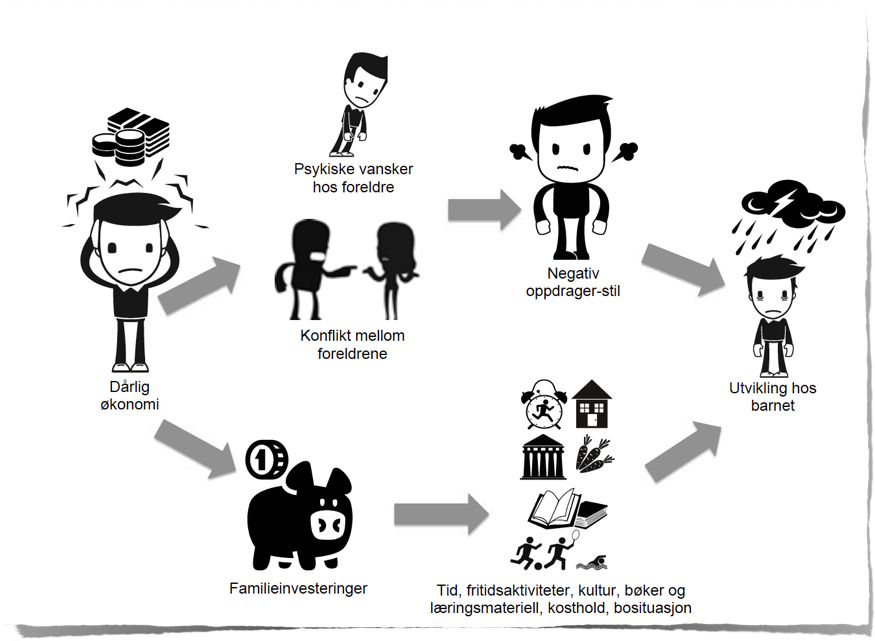 Psykiske vansker
hos foreldre
Konflikt mellom
foreldrene
Negativ
oppdrager-stil
Dårlig
økonomi
Utvikling hos
barnet
1
Familieinvesteringer
Tid, fritidsaktiviteter, kultur, bøker og
læringsmateriell, kosthold, bosituasjon